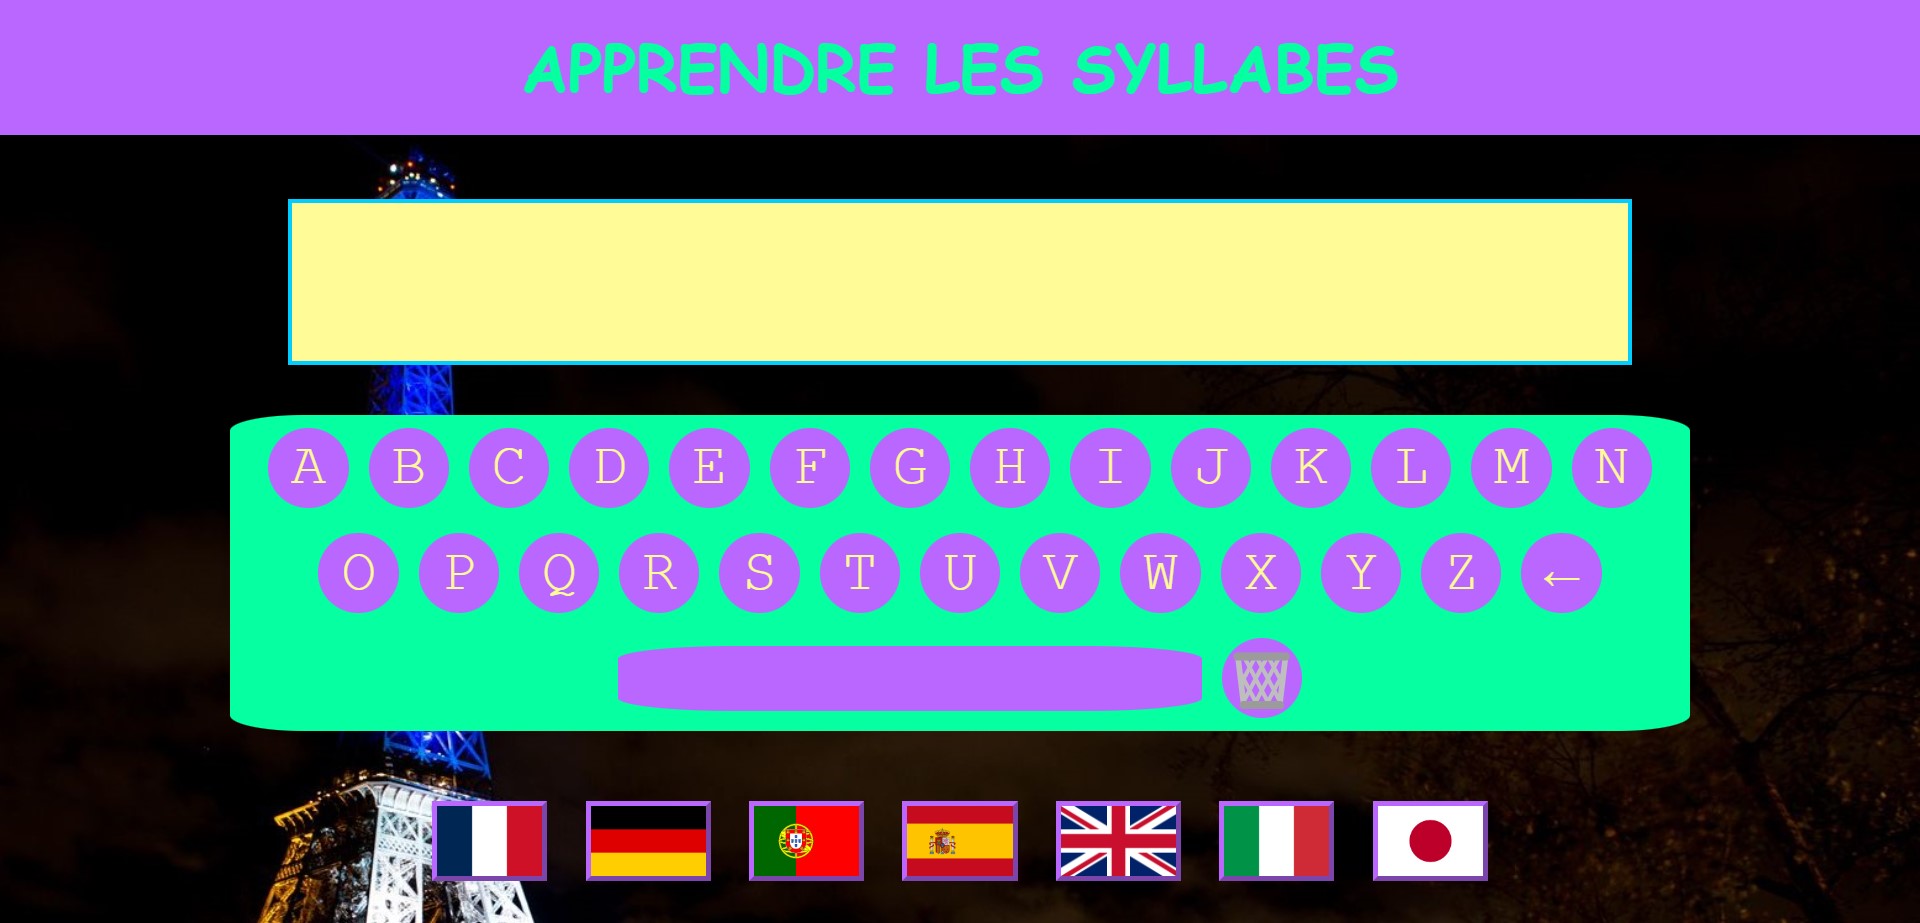 APPRENDRE LES SYLLABES
A B C D E F G H I J K L M N
O P Q R S T U V W X Y Z ←